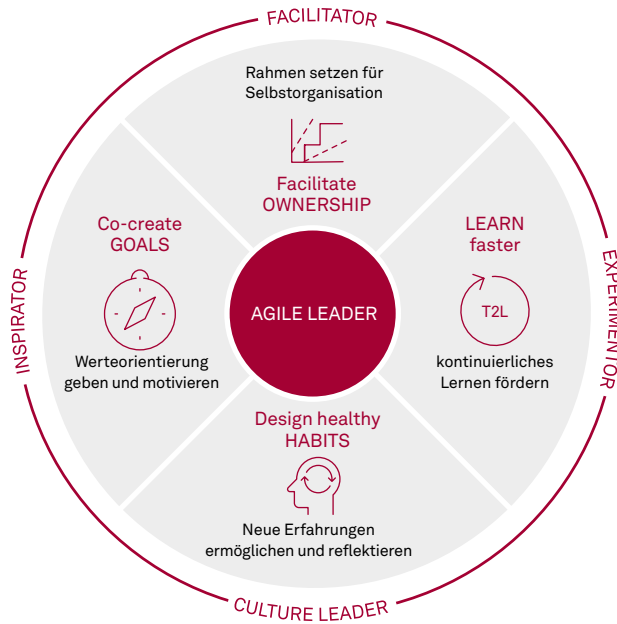 FACILITATOR
Rahmen setzen für
Selbstorganisation
Facilitate
OWNERSHIP
Co-create
GOALS
Werteorientierung
geben und motivieren
INSPIRATOR
AGILE LEADER
LEARN
faster
T2L
kontinuierliches
Lernen fördern
EXPERIMENTOR
Design healthy
HABITS
Neue Erfahrungen
ermöglichen und reflektieren
CULTURE LEADER